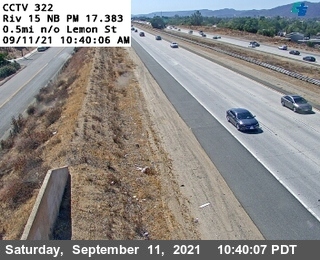 CCTV 322
Riv 15 NB PM 17.383
0.5mi n/o Lemon St
09/11/21 10:40:06 AM
Saturday, September 11, 2021 10:40:07 PDT